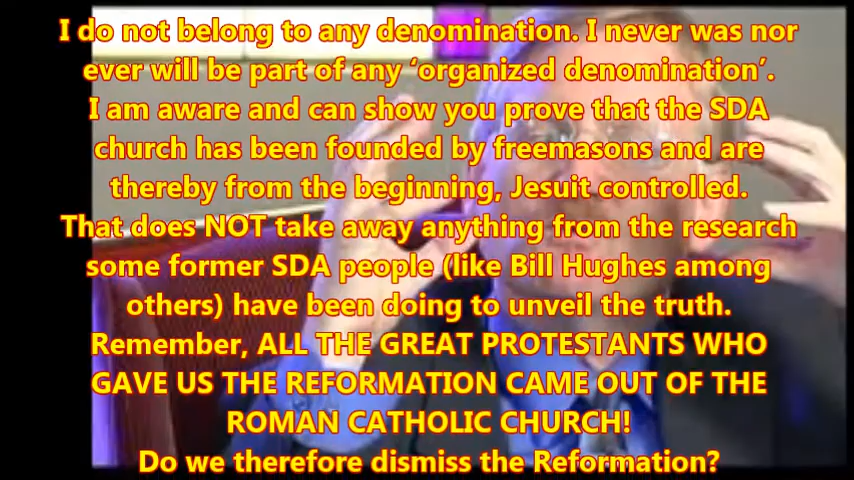 I do not belong to any denomination. I never was nor
ever will be part of any ‘organized denomination’.
I am aware and can show you prove that the SDA
church has been founded by freemasons and are
thereby from the beginning, Jesuit controlled.
That does NOT take away anything from the research
some former SDA people (like Bill Hughes among
others) have been doing to unveil the truth.
Remember, ALL THE GREAT PROTESTANTS WHO
GAVE US THE REFORMATION CAME OUT OF THE
ROMAN CATHOLIC CHURCH!
Do we therefore dismiss the Reformation?